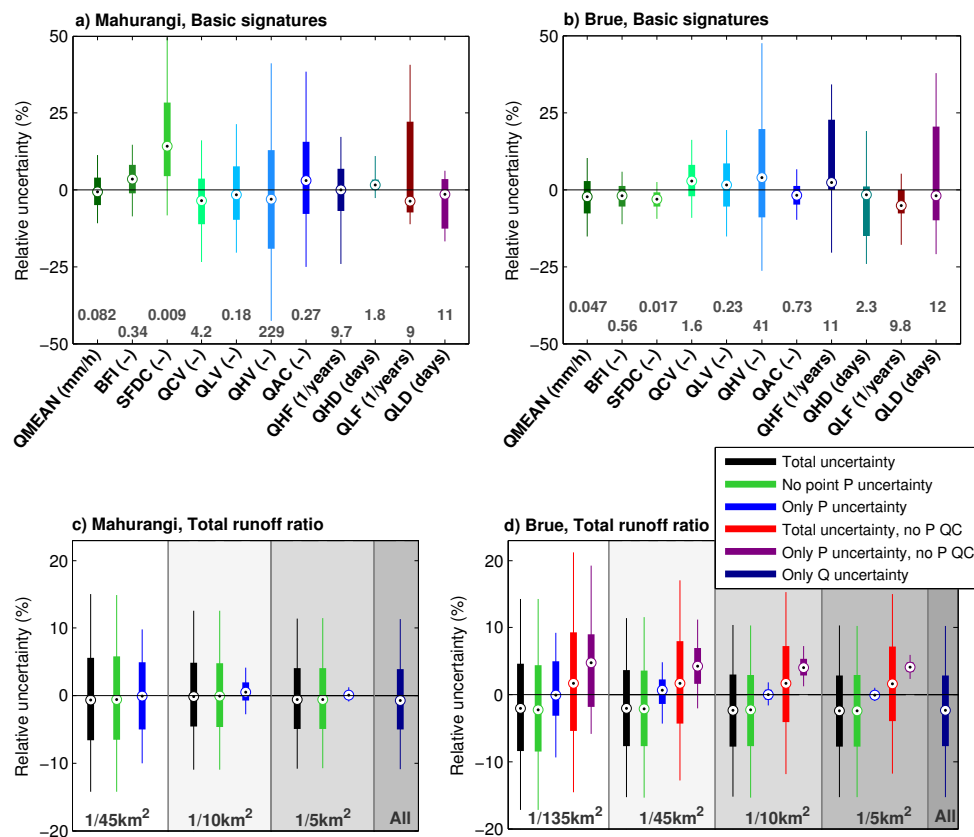 a) Mahurangi, Basic signatures
50
25
0
−25
−50
Relative uncertainty (%)
0.082
0.34
0.009
4.2
0.18
229
0.27
9.7
1.8
9
11
QMEAN (mm/h)
BFI (−)
SFDC (−)
QCV (−)
QLV (−)
QHV (−)
QAC (−)
QHF (1/years)
QHD (days)
QLF (1/years)
QLD (days)
b) Brue, Basic signatures
50
25
0
−25
−50
Relative uncertainty (%)
0.047
0.56
0.017
1.6
0.23
41
0.73
11
2.3
9.8
12
QMEAN (mm/h)
BFI (−)
SFDC (−)
QCV (−)
QLV (−)
QHV (−)
QAC (−)
QHF (1/years)
QHD (days)
QLF (1/years)
QLD (days)
Total uncertainty
No point P uncertainty
Only P uncertainty
Total uncertainty, no P QC
Only P uncertainty, no P QC
Only Q uncertainty
c) Mahurangi, Total runoff ratio
20
10
0
−10
−20
Relative uncertainty (%)
1/45km²
1/10km²
1/5km²
All
d) Brue, Total runoff ratio
20
10
0
−10
−20
Relative uncertainty (%)
1/135km²
1/45km²
1/10km²
1/5km²
All